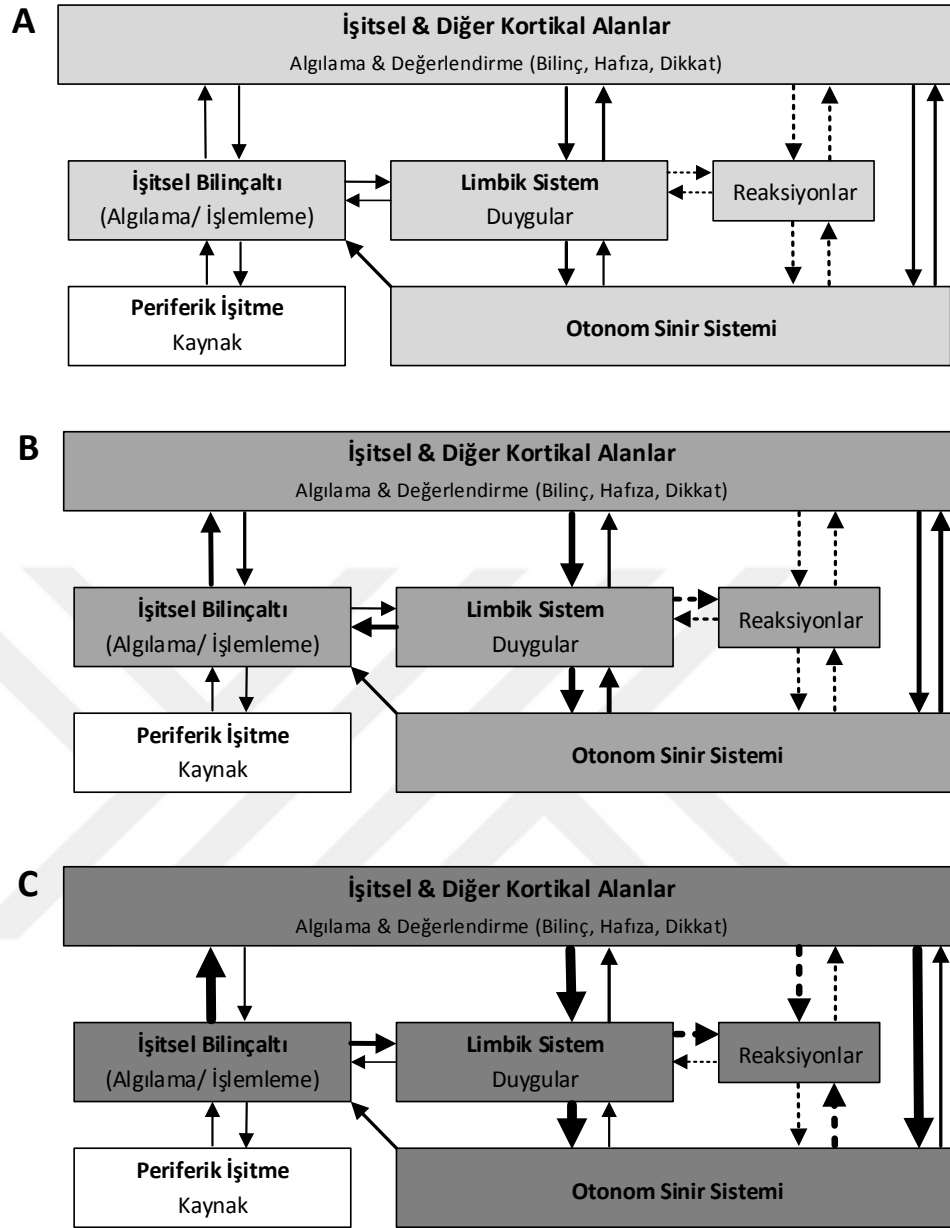 A
İşitsel & Diğer Kortikal Alanlar
Algılama & Değerlendirme (Bilinç, Hafıza, Dikkat)
İşitsel Bilinçaltı
(Algılama/ İşlemleme)
Limbik Sistem
Duygular
Reaksiyonlar
Periferik İşitme
Kaynak
Otonom Sinir Sistemi
B
İşitsel & Diğer Kortikal Alanlar
Algılama & Değerlendirme (Bilinç, Hafıza, Dikkat)
İşitsel Bilinçaltı
(Algılama/ İşlemleme)
Limbik Sistem
Duygular
Reaksiyonlar
Periferik İşitme
Kaynak
Otonom Sinir Sistemi
C
İşitsel & Diğer Kortikal Alanlar
Algılama & Değerlendirme (Bilinç, Hafıza, Dikkat)
İşitsel Bilinçaltı
(Algılama/ İşlemleme)
Limbik Sistem
Duygular
Reaksiyonlar
Periferik İşitme
Kaynak
Otonom Sinir Sistemi